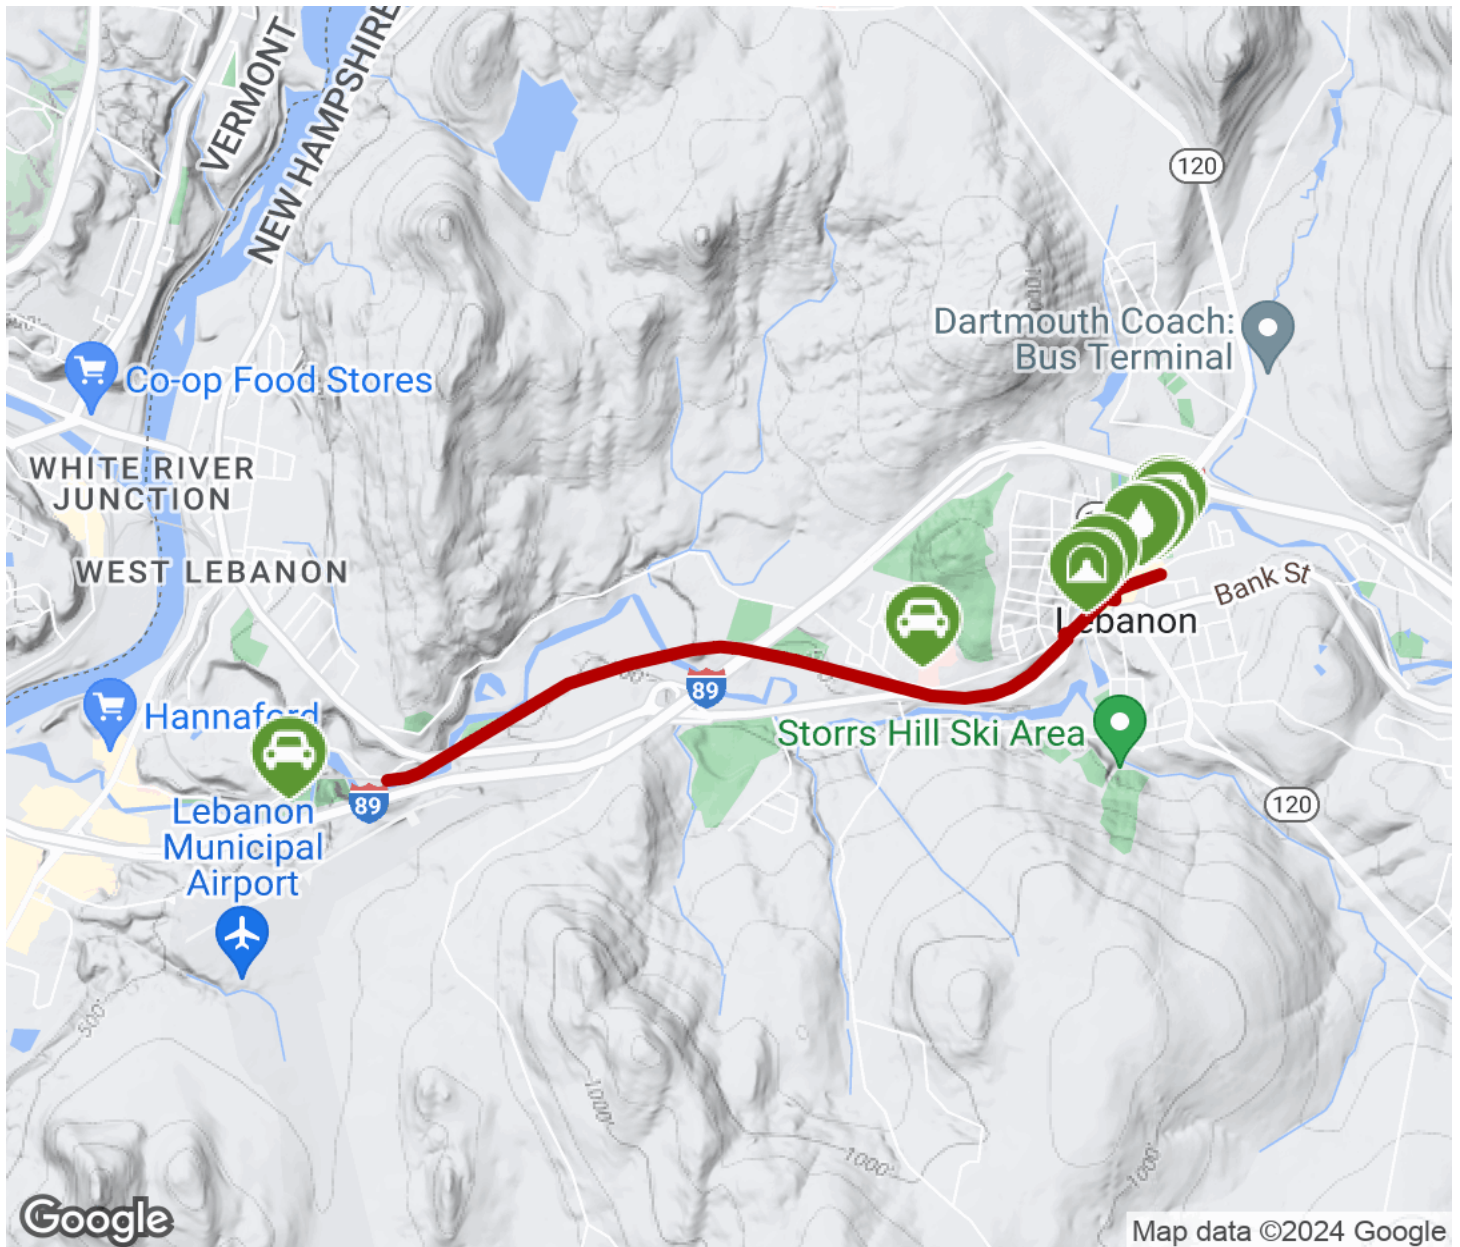 VERMONT
NEW HAMPSHIRE
120
Dartmouth Coach:
Bus Terminal
Co-op Food Stores
WHITE RIVER
JUNCTION
WEST LEBANON
Bank St
Lebanon
89
Hannaford
Storrs Hill Ski Area
89
120
Lebanon
Municipal
Airport
500'
1000'
1000'
1000'
Google
Map data ©2024 Google